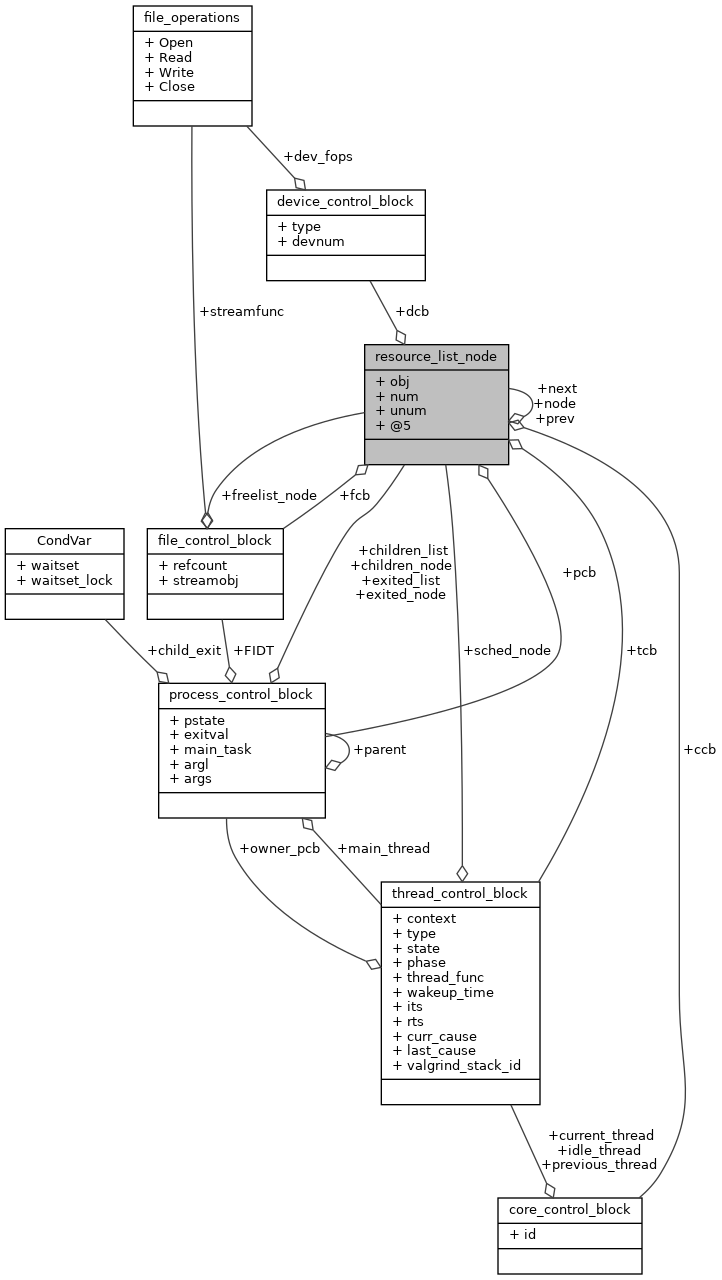 file_operations
+ Open
+ Read
+ Write
+ Close
+dev_fops
device_control_block
+ type
+ devnum
+streamfunc
+dcb
resource_list_node
+ obj
+ num
+ unum
+ @5
+next
+node
+prev
+freelist_node
+fcb
CondVar
+ waitset
+ waitset_lock
file_control_block
+ refcount
+ streamobj
+children_list
+children_node
+exited_list
+exited_node
+pcb
+child_exit
+FIDT
+sched_node
+tcb
process_control_block
+ pstate
+ exitval
+ main_task
+ argl
+ args
+parent
+ccb
+owner_pcb
+main_thread
thread_control_block
+ context
+ type
+ state
+ phase
+ thread_func
+ wakeup_time
+ its
+ rts
+ curr_cause
+ last_cause
+ valgrind_stack_id
+current_thread
+idle_thread
+previous_thread
core_control_block
+ id